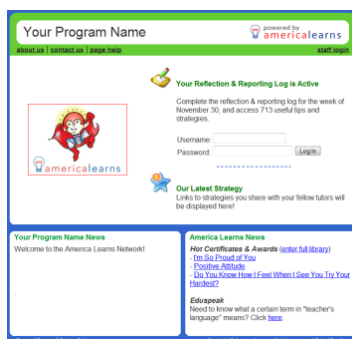 Your Program Name
powered by
americalearns
about us | contact us | page help
staff login
Your Reflection & Reporting Log is Active
Complete the reflection & reporting log for the week of
November 30, and access 713 useful tips and
strategies.
Username:
Password:
Log In
americalearns
Our Latest Strategy
Links to strategies you share with your fellow tutors will
be displayed here!
Your Program Name News
Welcome to the America Learns Network!
America Learns News
Hot Certificates & Awards (enter full library)
- I'm So Proud of You
- Positive Attitude
- Do You Know How I Feel When I See You Try Your
Hardest?
Eduspeak
Need to know what a certain term in "teacher's
language" means? Click here.